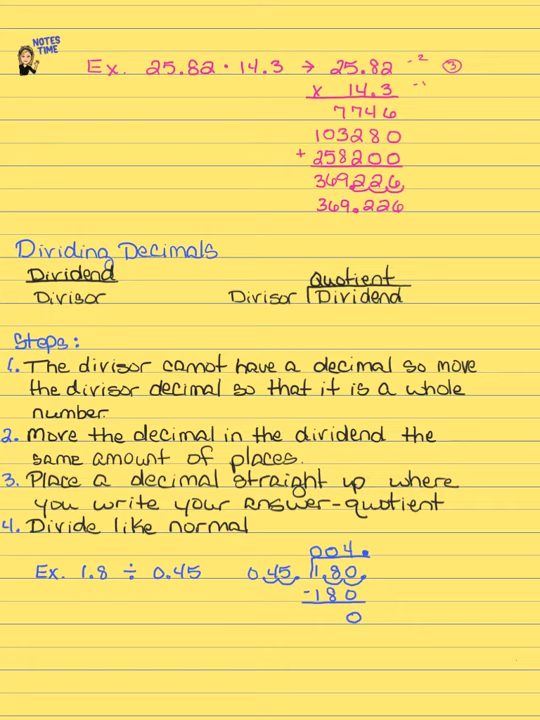 NOTES
TIME
Ex. 25.82 · 14.3 → 25.82 -2 ③
x 14.3 -1
7746
103280
+ 258200
369226
369.226
Dividing Decimals
Dividend
Divisor
Quotient
Divisor Dividend
Steps:
1. The divisor cannot have a decimal so move
the divisor decimal so that it is a whole
number.
2. Move the decimal in the dividend the
same amount of places.
3. Place a decimal straight up where
you write your answer-quotient
4. Divide like normal
004.
Ex. 1.8 ÷ 0.45 0.45. 1.80.
-180
0